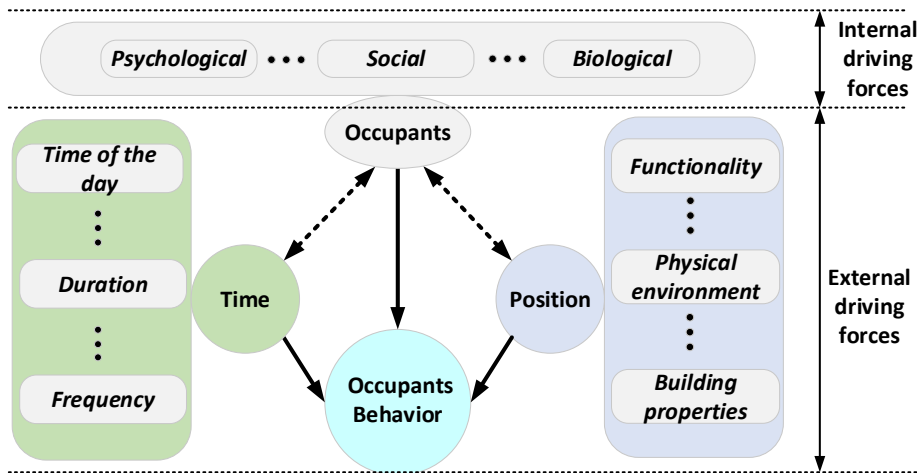 Psychological ••• Social ••• Biological
Internal
driving
forces
Occupants
Time of the
day
Duration
Frequency
Time
Position
Occupants
Behavior
Functionality
Physical
environment
Building
properties
External
driving
forces